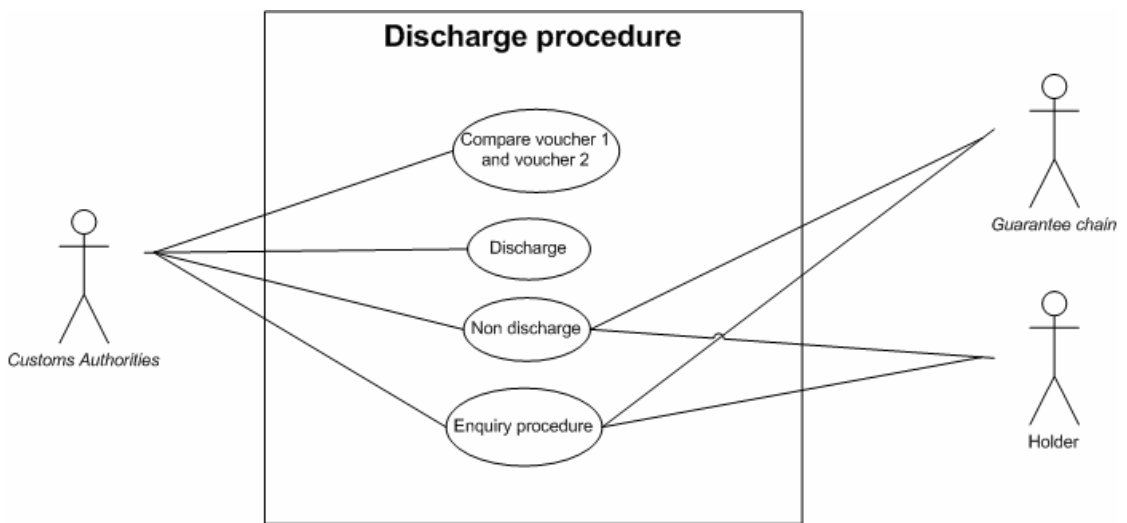 Discharge procedure
Compare voucher 1
and voucher 2
Discharge
Non discharge
Enquiry procedure
Customs Authorities
Guarantee chain
Holder